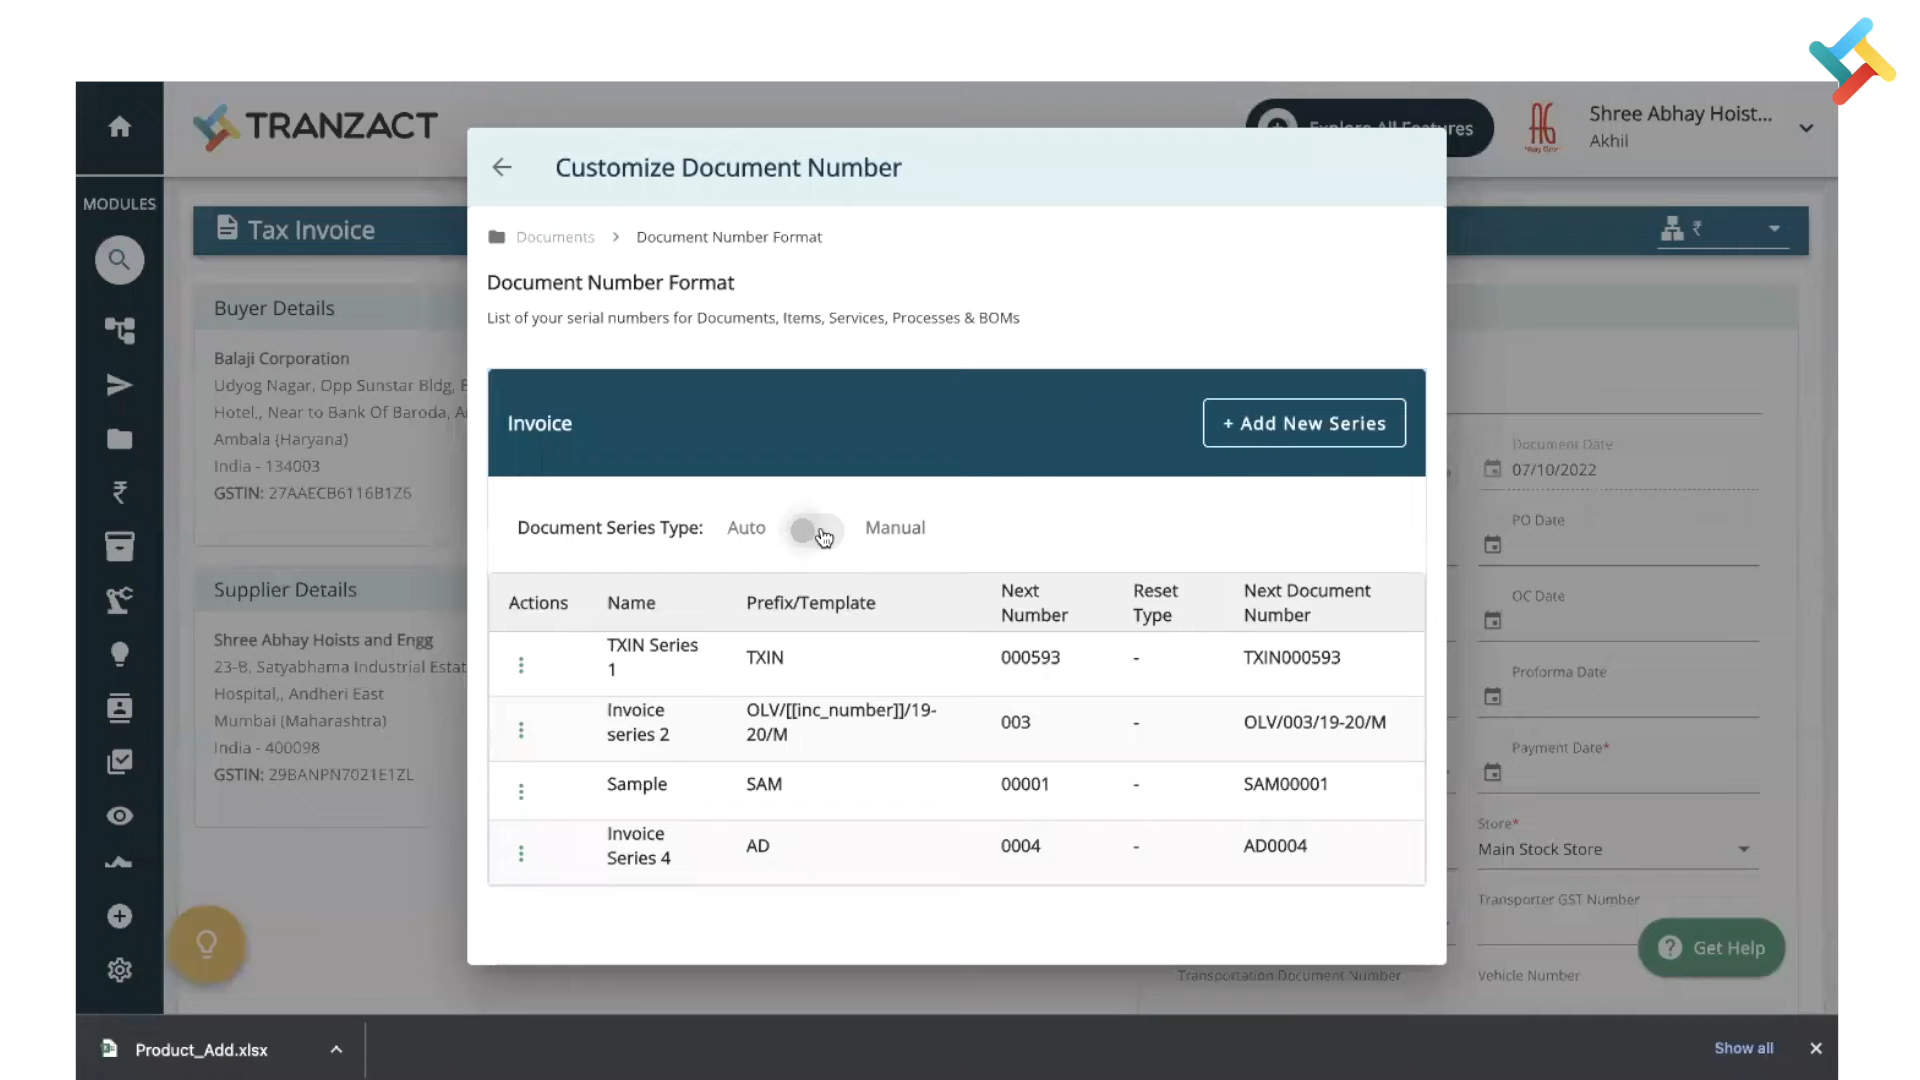 TRANZACT
Explore All Features
Shree Abhay Hoist...
Akhil
MODULES
Tax Invoice
₹
Buyer Details
Balaji Corporation
Udyog Nagar, Opp Sunstar Bldg,
Hotel,, Near to Bank Of Baroda,
Ambala (Haryana)
India - 134003
GSTIN: 27AAECB6116B1Z6
Supplier Details
Shree Abhay Hoists and Engg
23-B, Satyabhama Industrial Estat
Hospital,, Andheri East
Mumbai (Maharashtra)
India - 400098
GSTIN: 29BANPN7021E1ZL
Customize Document Number
Documents > Document Number Format
Document Number Format
List of your serial numbers for Documents, Items, Services, Processes & BOMs
Invoice
+ Add New Series
Document Series Type: Auto Manual
Actions Name Prefix/Template Next Number Reset Type Next Document Number
TXIN Series 1 TXIN 000593 - TXIN000593
Invoice series 2 OLV/[[inc_number]]/19-20/M 003 - OLV/003/19-20/M
Sample SAM 00001 - SAM00001
Invoice Series 4 AD 0004 - AD0004
Document Date
07/10/2022
PO Date
OC Date
Proforma Date
Payment Date*
Store*
Main Stock Store
Transporter GST Number
Get Help
Transportation Document Number
Vehicle Number
Product_Add.xlsx
Show all